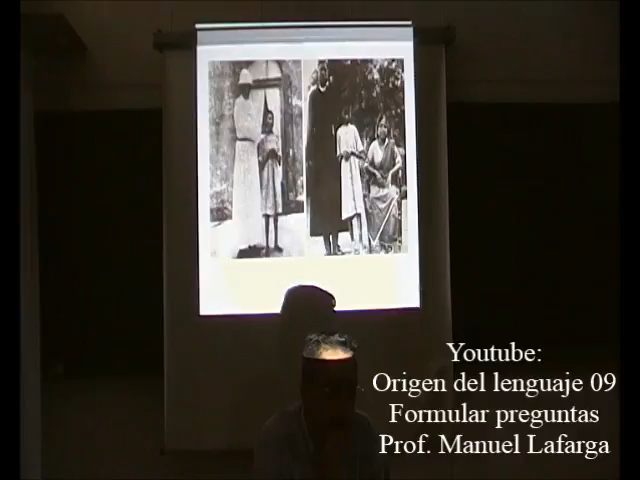 Youtube:
Origen del lenguaje 09
Formular preguntas
Prof. Manuel Lafarga